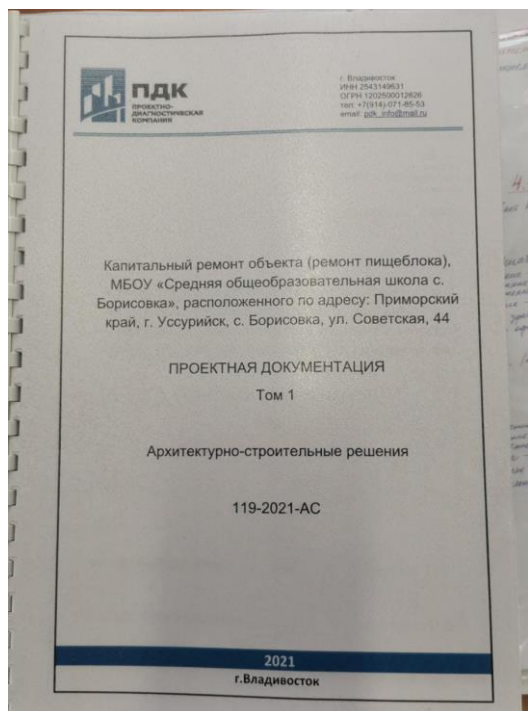 ПДК
ПРОЕКТНО-
ДИАГНОСТИЧЕСКАЯ
КОМПАНИЯ
г. Владивосток
ИНН 2543149631
ОГРН 1202500012626
тел: +7(914)-071-85-53
email: pdk_info@mail.ru
Капитальный ремонт объекта (ремонт пищеблока),
МБОУ «Средняя общеобразовательная школа с.
Борисовка», расположенного по адресу: Приморский
край, г. Уссурийск, с. Борисовка, ул. Советская, 44
ПРОЕКТНАЯ ДОКУМЕНТАЦИЯ
Том 1
Архитектурно-строительные решения
119-2021-АС
2021
г.Владивосток
4.